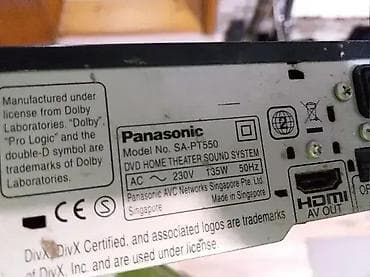 Manufactured under
license from Dolby
Laboratories. "Dolby",
"Pro Logic" and the
double-D symbol are
trademarks of Dolby
Laboratories.
Panasonic
Model No. SA-PT550
DVD HOME THEATER SOUND SYSTEM
AC ~ 230V 135W 50Hz
Panasonic AVC Networks Singapore Pte. Ltd.
Singapore Made in Singapore
CE S
HDMI
AV OUT
OP
DivX, DivX Certified, and associated logos are trademarks
of DivX, Inc. and are used under license